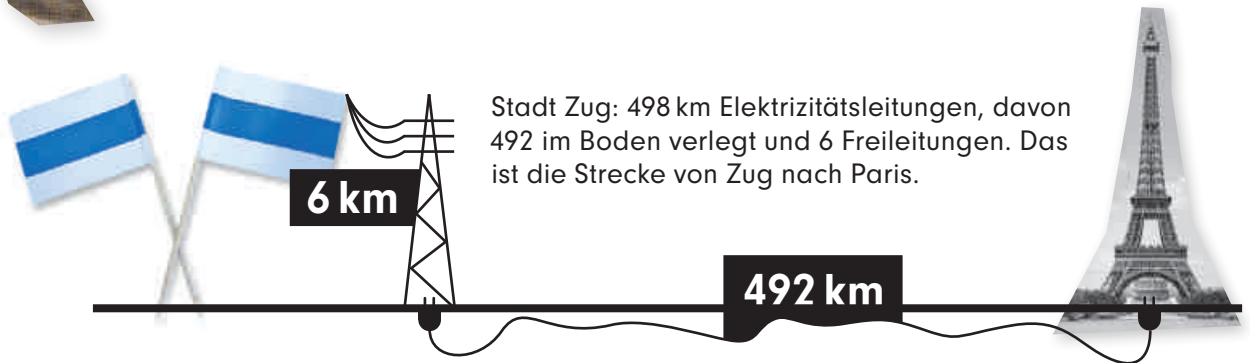 Stadt Zug: 498 km Elektrizitätsleitungen, davon
492 im Boden verlegt und 6 Freileitungen. Das
ist die Strecke von Zug nach Paris.
6 km
492 km